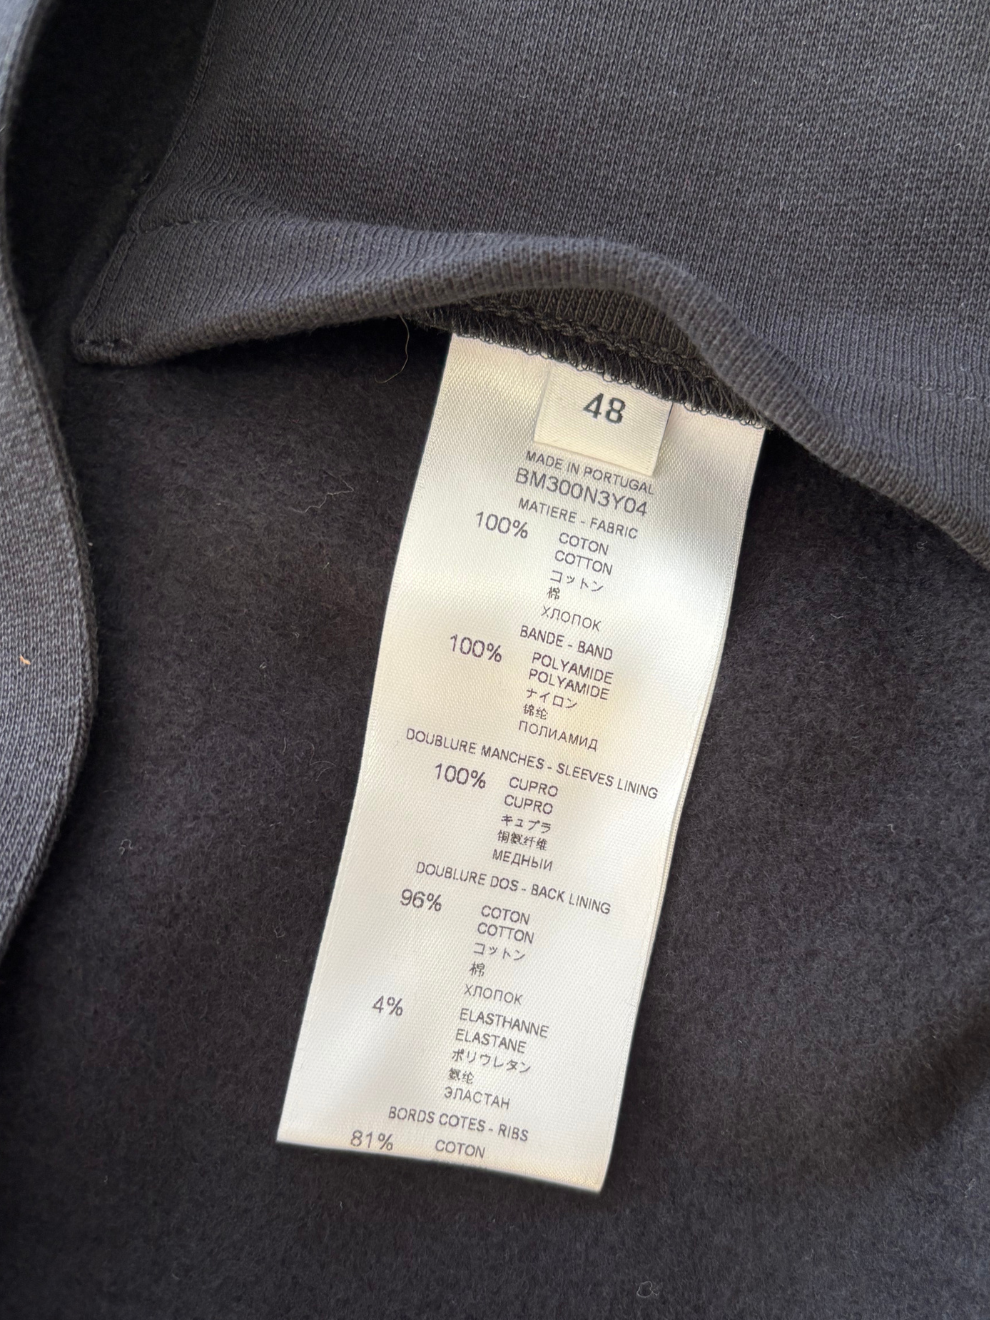 48
MADE IN PORTUGAL
BM300N3Y04
MATIERE - FABRIC
100% COTON
COTTON
コットン
棉
ХЛОПОК
BANDE - BAND
100% POLYAMIDE
POLYAMIDE
ナイロン
锦纶
ПОЛИАМИД
DOUBLURE MANCHES - SLEEVES LINING
100% CUPRO
CUPRO
キュプラ
铜氨纤维
МЕДНЫЙ
DOUBLURE DOS - BACK LINING
96% COTON
COTTON
コットン
棉
ХЛОПОК
4% ELASTHANNE
ELASTANE
ポリウレタン
氨纶
ЭЛАСТАН
BORDS COTES - RIBS
81% COTON